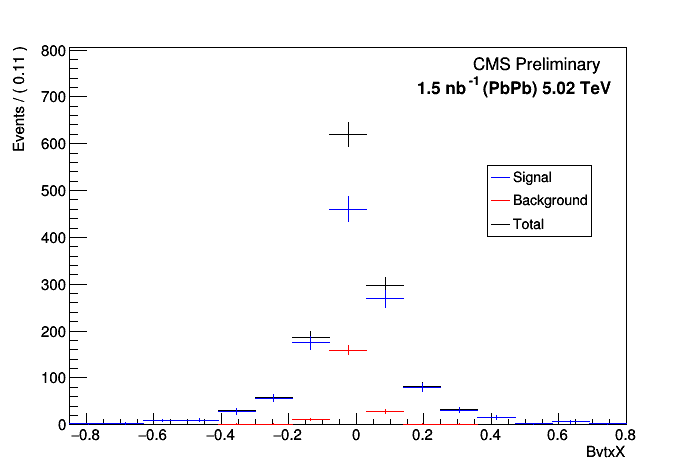 CMS Preliminary
1.5 nb-1 (PbPb) 5.02 TeV
Events / ( 0.11 )
800
700
600
500
400
300
200
100
0
Signal
Background
Total
−0.8 −0.6 −0.4 −0.2 0 0.2 0.4 0.6 0.8
BvtxX